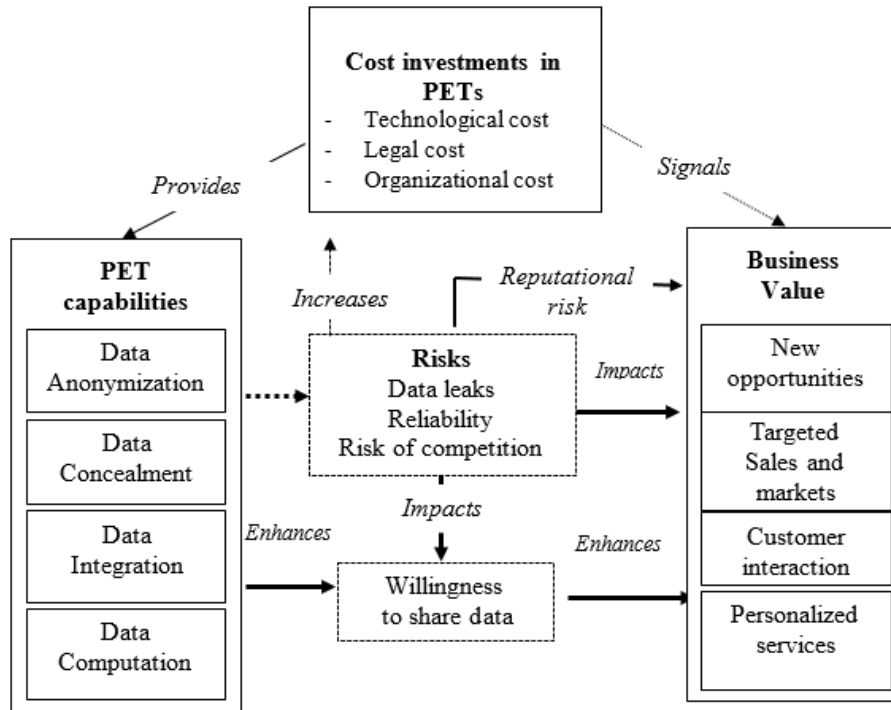 Cost investments in
PETs
- Technological cost
- Legal cost
- Organizational cost
Provides
Signals
PET
capabilities
Data
Anonymization
Data
Concealment
Data
Integration
Data
Computation
Increases
Reputational
risk
Risks
Data leaks
Reliability
Risk of competition
Impacts
Impacts
Enhances
Willingness
to share data
Enhances
Business
Value
New
opportunities
Targeted
Sales and
markets
Customer
interaction
Personalized
services